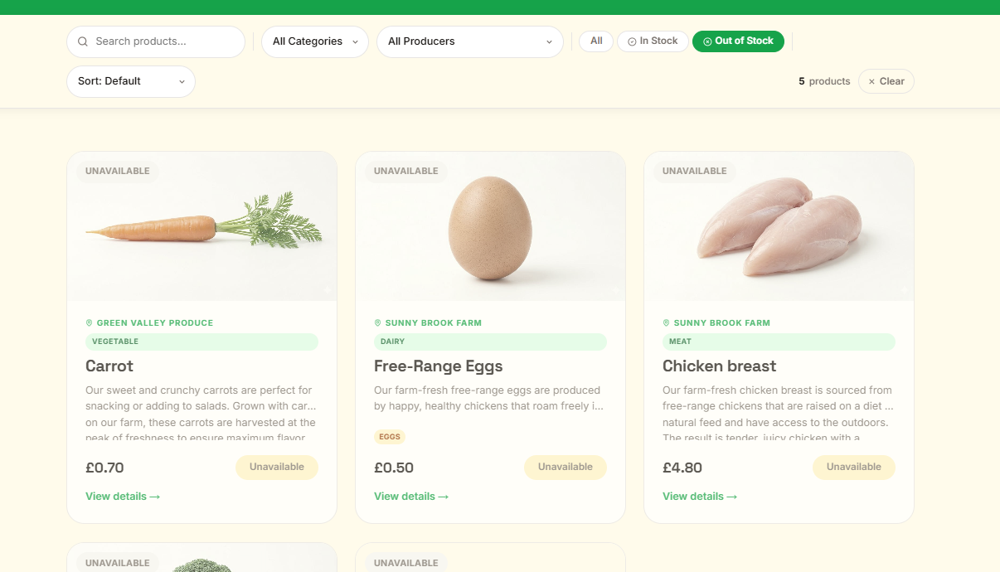 Search products...
All Categories
All Producers
All
In Stock
Out of Stock
Sort: Default
5 products
Clear
UNAVAILABLE
GREEN VALLEY PRODUCE
VEGETABLE
Carrot
Our sweet and crunchy carrots are perfect for
snacking or adding to salads. Grown with car...
on our farm, these carrots are harvested at the
peak of freshness to ensure maximum flavor
£0.70
Unavailable
View details →
UNAVAILABLE
SUNNY BROOK FARM
DAIRY
Free-Range Eggs
Our farm-fresh free-range eggs are produced
by happy, healthy chickens that roam freely i...
EGGS
£0.50
Unavailable
View details →
UNAVAILABLE
SUNNY BROOK FARM
MEAT
Chicken breast
Our farm-fresh chicken breast is sourced from
free-range chickens that are raised on a diet ...
natural feed and have access to the outdoors.
The result is tender, juicy chicken with a
£4.80
Unavailable
View details →
UNAVAILABLE
UNAVAILABLE